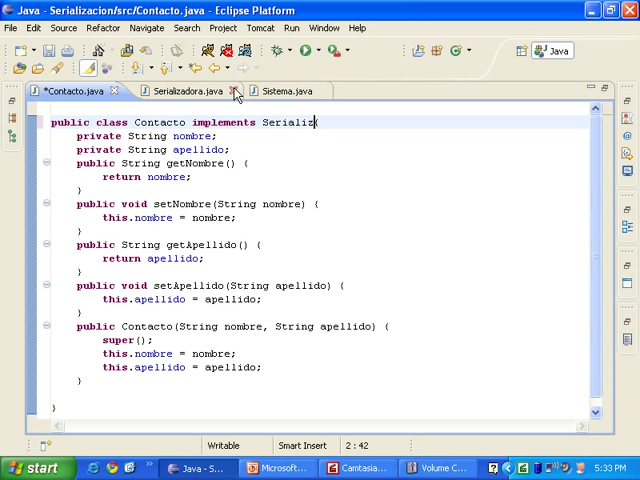 Java - Serializacion/src/Contacto.java - Eclipse Platform
File Edit Source Refactor Navigate Search Project Tomcat Run Window Help
Java
*Contacto.java Serializadora.java Sistema.java
public class Contacto implements Serializ
private String nombre;
private String apellido;
public String getNombre() {
return nombre;
}
public void setNombre(String nombre) {
this.nombre = nombre;
}
public String getApellido() {
return apellido;
}
public void setApellido(String apellido) {
this.apellido = apellido;
}
public Contacto(String nombre, String apellido) {
super();
this.nombre = nombre;
this.apellido = apellido;
}
}
Writable Smart Insert 2 : 42
start Java - S... Microsoft... Camtasia... Volume C... 5:33 PM